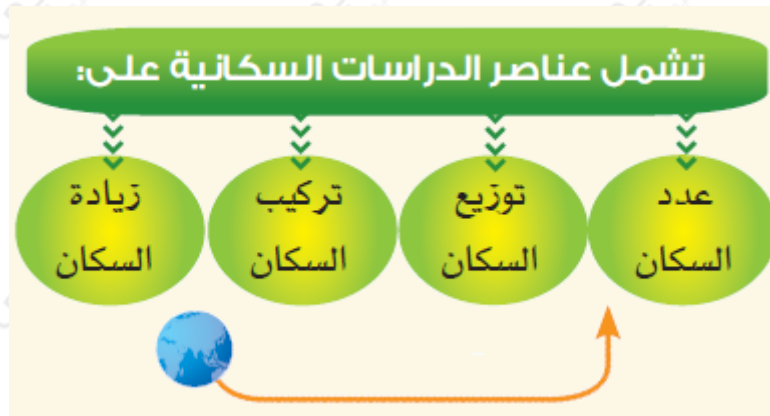 تشمل عناصر الدراسات السكانية على:
عدد
السكان
توزيع
السكان
تركيب
السكان
زيادة
السكان